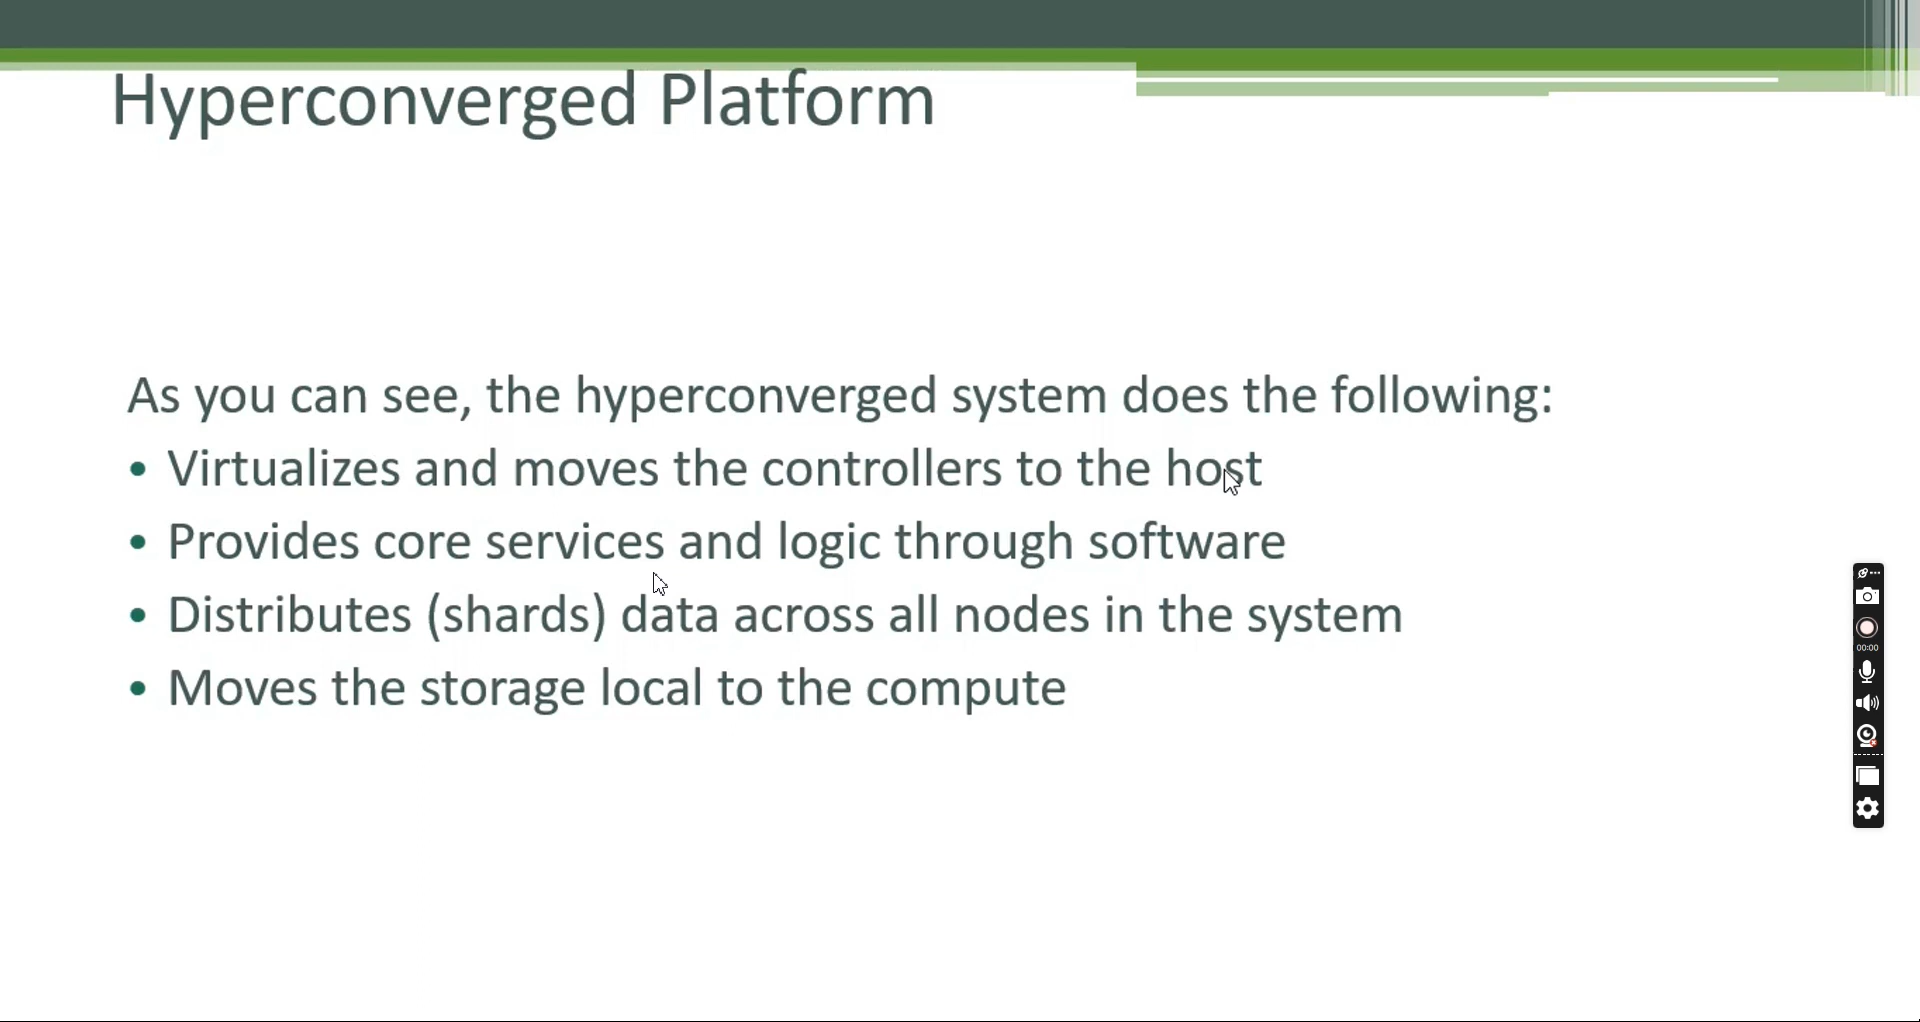 Hyperconverged Platform
As you can see, the hyperconverged system does the following:
• Virtualizes and moves the controllers to the host
• Provides core services and logic through software
• Distributes (shards) data across all nodes in the system
• Moves the storage local to the compute
00:00